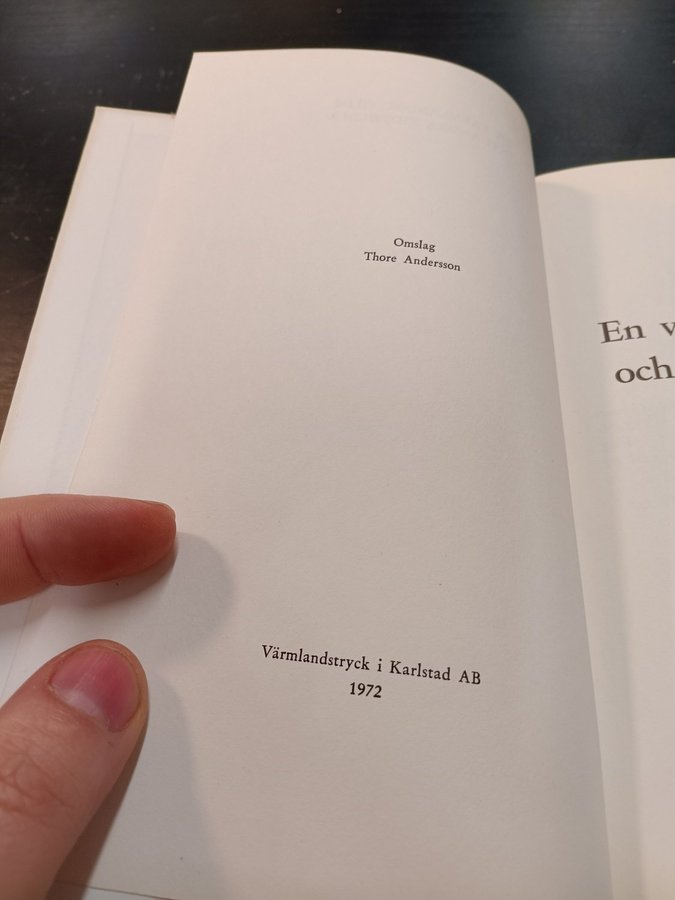 Omslag
Thore Andersson
Värmlandstryck i Karlstad AB
1972
En
och